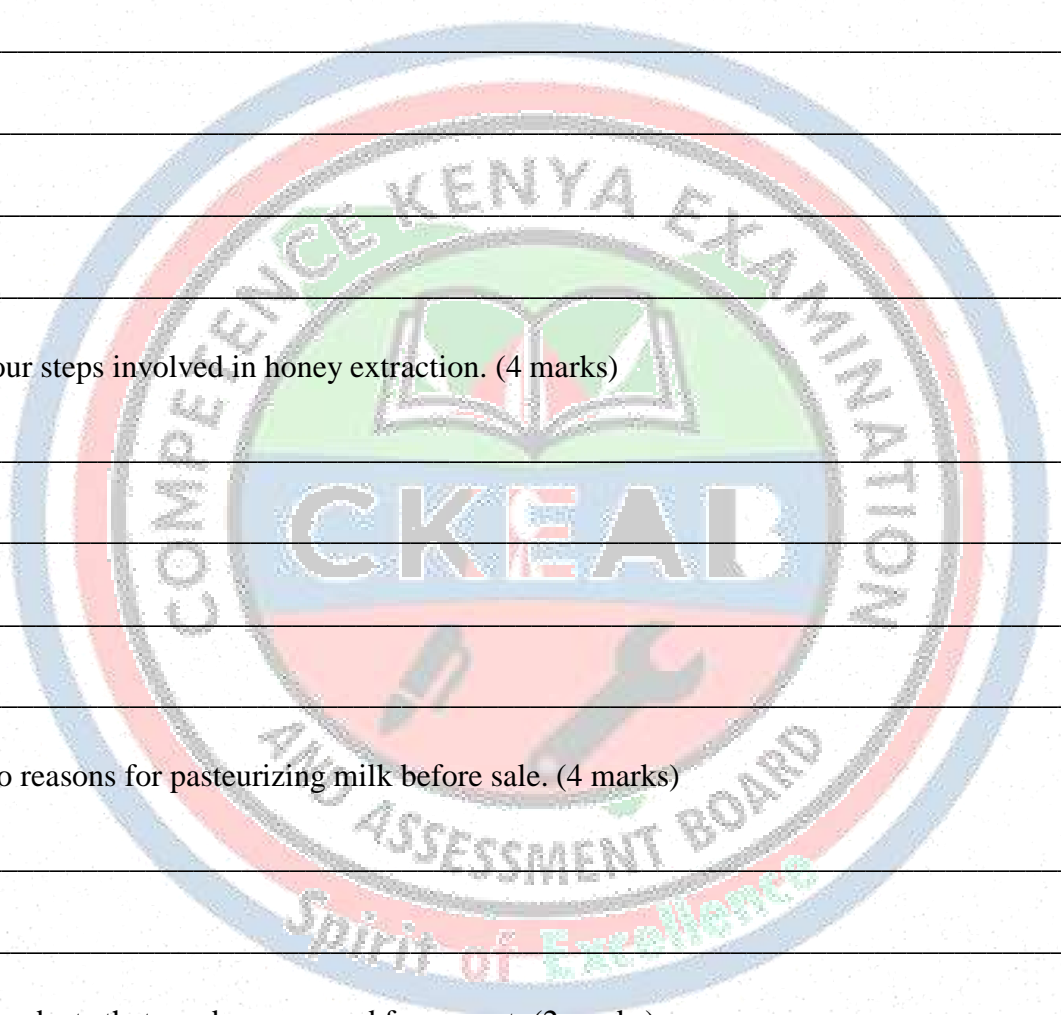 COMPETENCE KENYA EXAMINATION
our steps involved in honey extraction. (4 marks)
CKEAB
o reasons for pasteurizing milk before sale. (4 marks)
AND ASSESSMENT BOARD
Spirit of Excellence